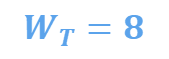 W_T = 8